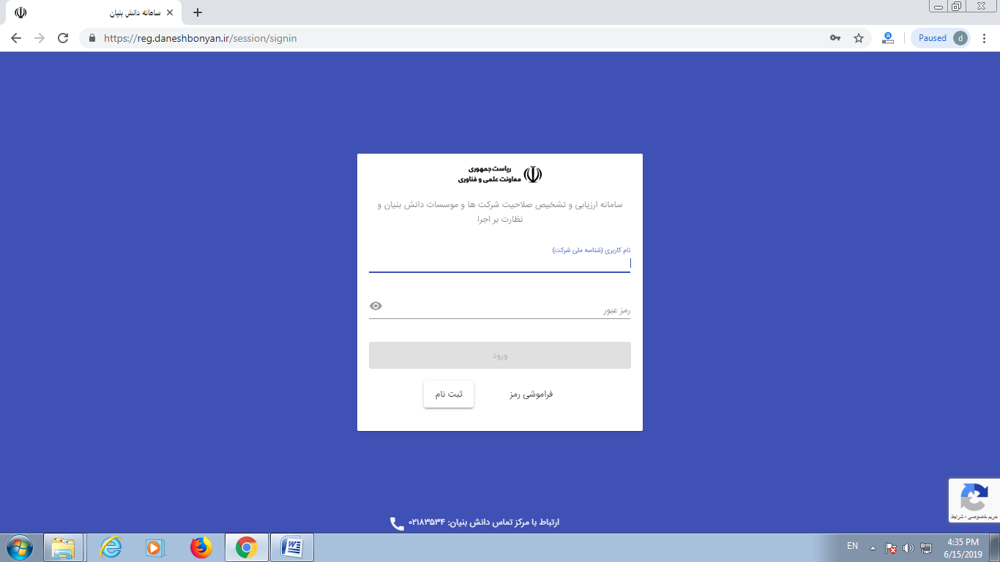 سامانه دانش بنیان
https://reg.daneshbonyan.ir/session/signin
Paused
d
ریاست جمهوری
معاونت علمی و فناوری
سامانه ارزیابی و تشخیص صلاحیت شرکت ها و موسسات دانش بنیان و
نظارت بر اجرا
نام کاربری (شناسه ملی شرکت)
رمز عبور
ورود
فراموشی رمز
ثبت نام
حریم خصوصی - شرایط
ارتباط با مرکز تماس دانش بنیان: ۰۲۱۸۳۵۳۴
EN
4:35 PM
6/15/2019